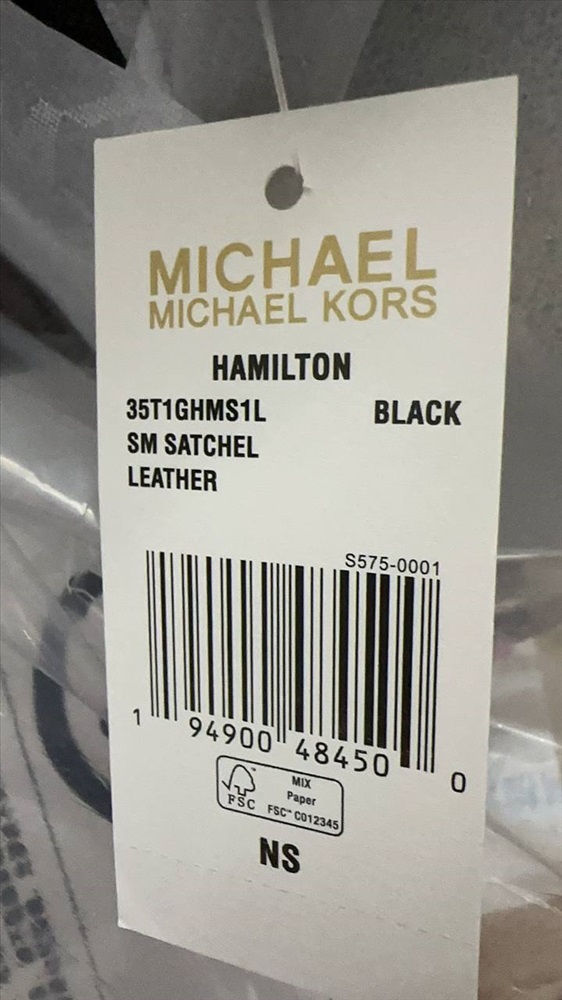 MICHAEL
MICHAEL KORS
HAMILTON
35T1GHMS1L BLACK
SM SATCHEL
LEATHER
S575-0001
1 94900 48450 0
FSC
MIX
Paper
FSC™ C012345
NS